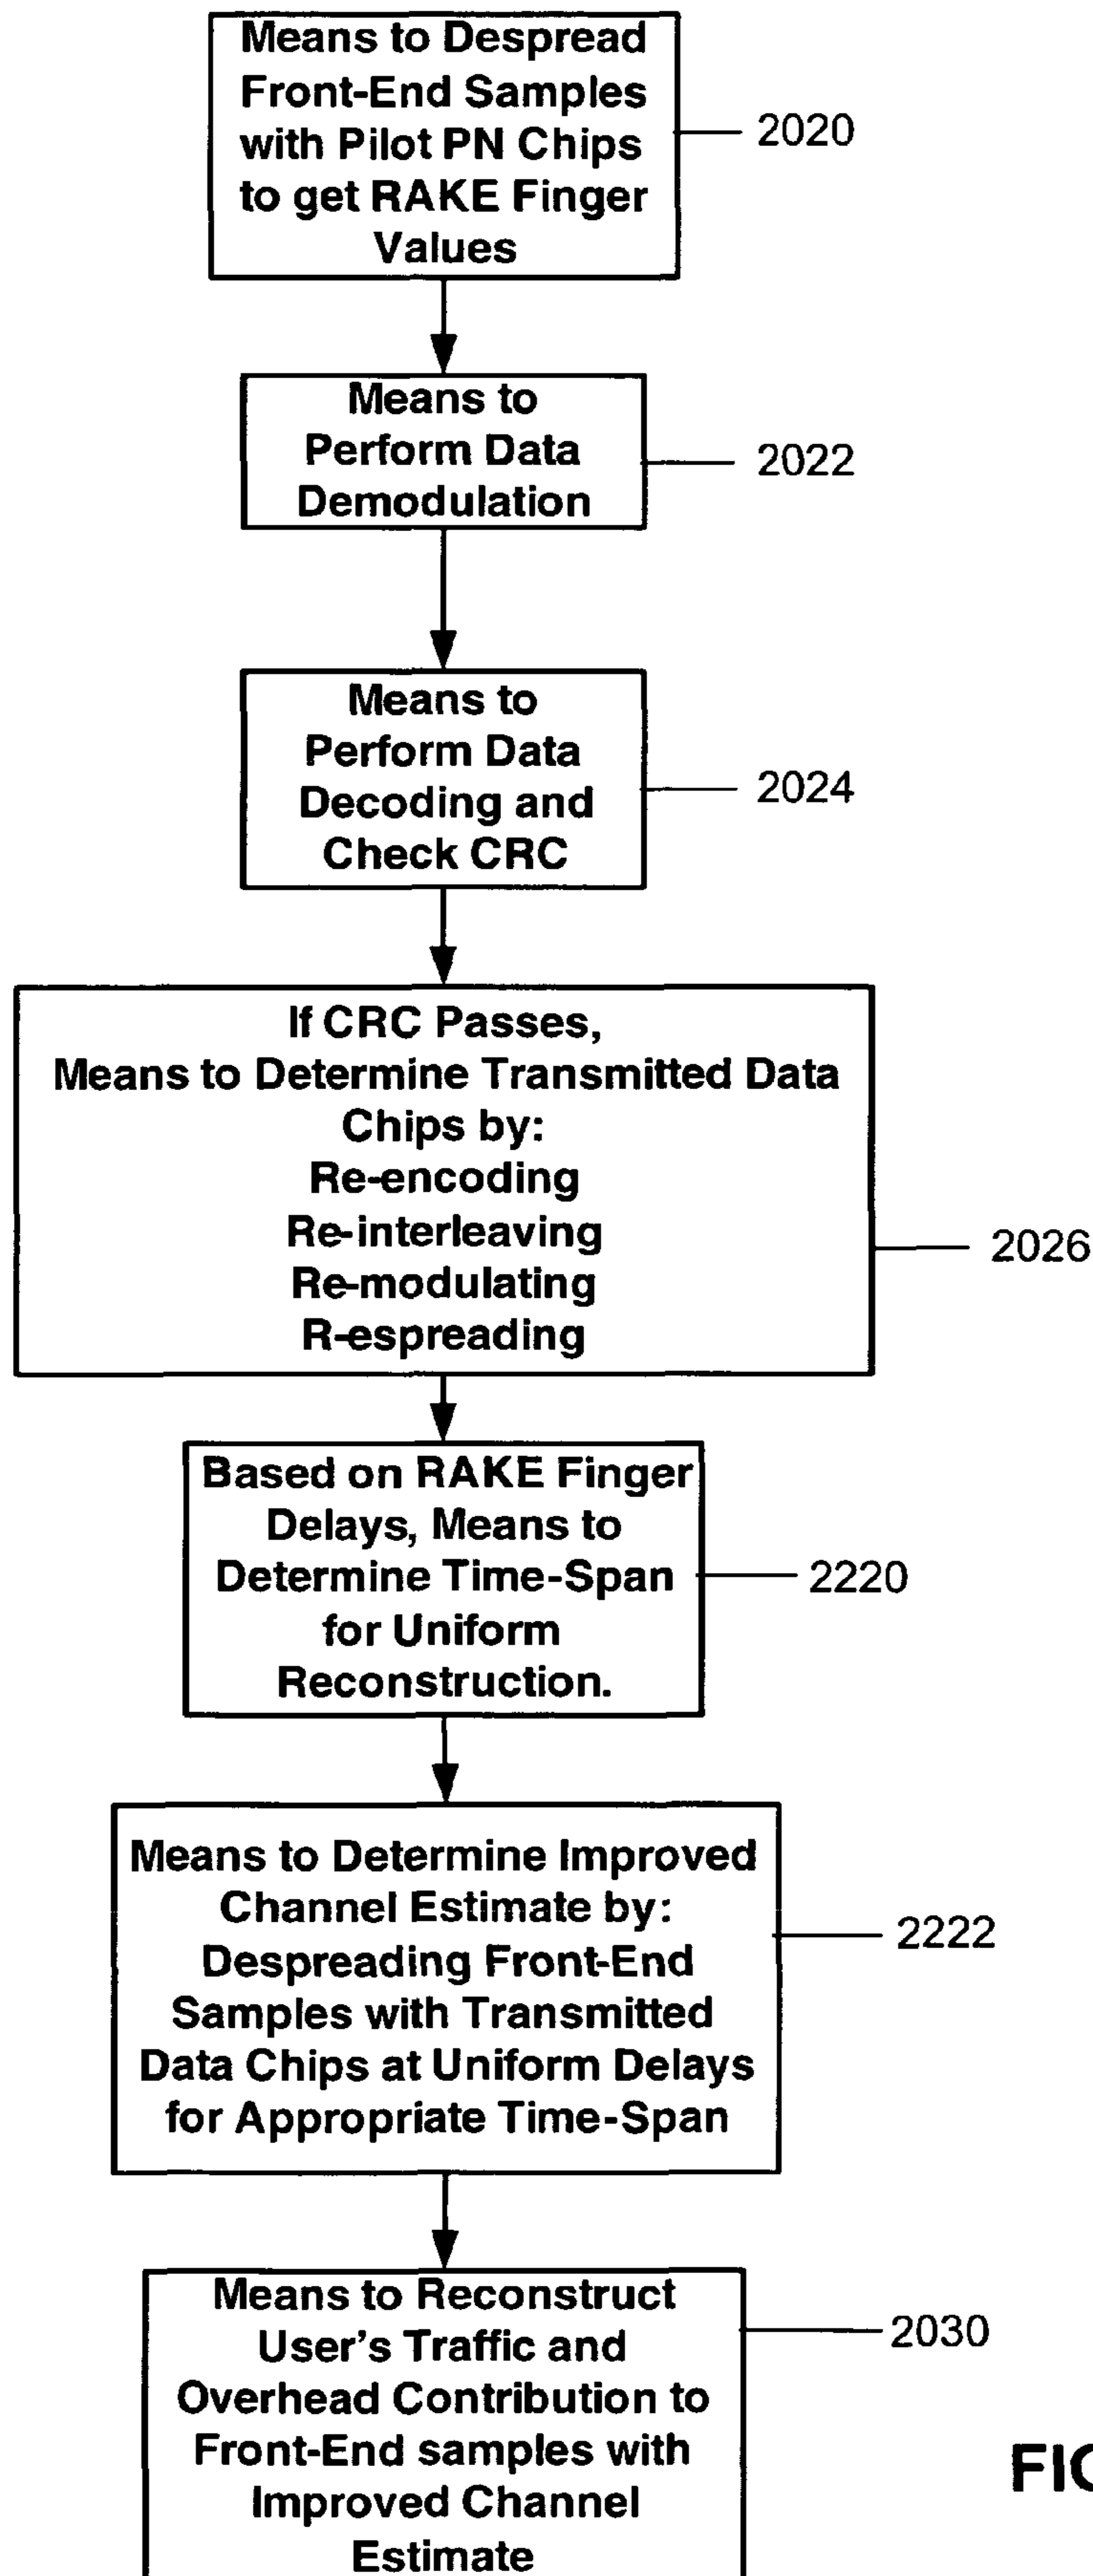 Means to Despread
Front-End Samples
with Pilot PN Chips
to get RAKE Finger
Values
2020
Means to
Perform Data
Demodulation
2022
Means to
Perform Data
Decoding and
Check CRC
2024
If CRC Passes,
Means to Determine Transmitted Data
Chips by:
Re-encoding
Re-interleaving
Re-modulating
R-espreading
2026
Based on RAKE Finger
Delays, Means to
Determine Time-Span
for Uniform
Reconstruction.
2220
Means to Determine Improved
Channel Estimate by:
Despreading Front-End
Samples with Transmitted
Data Chips at Uniform Delays
for Appropriate Time-Span
2222
Means to Reconstruct
User's Traffic and
Overhead Contribution to
Front-End samples with
Improved Channel
Estimate
2030